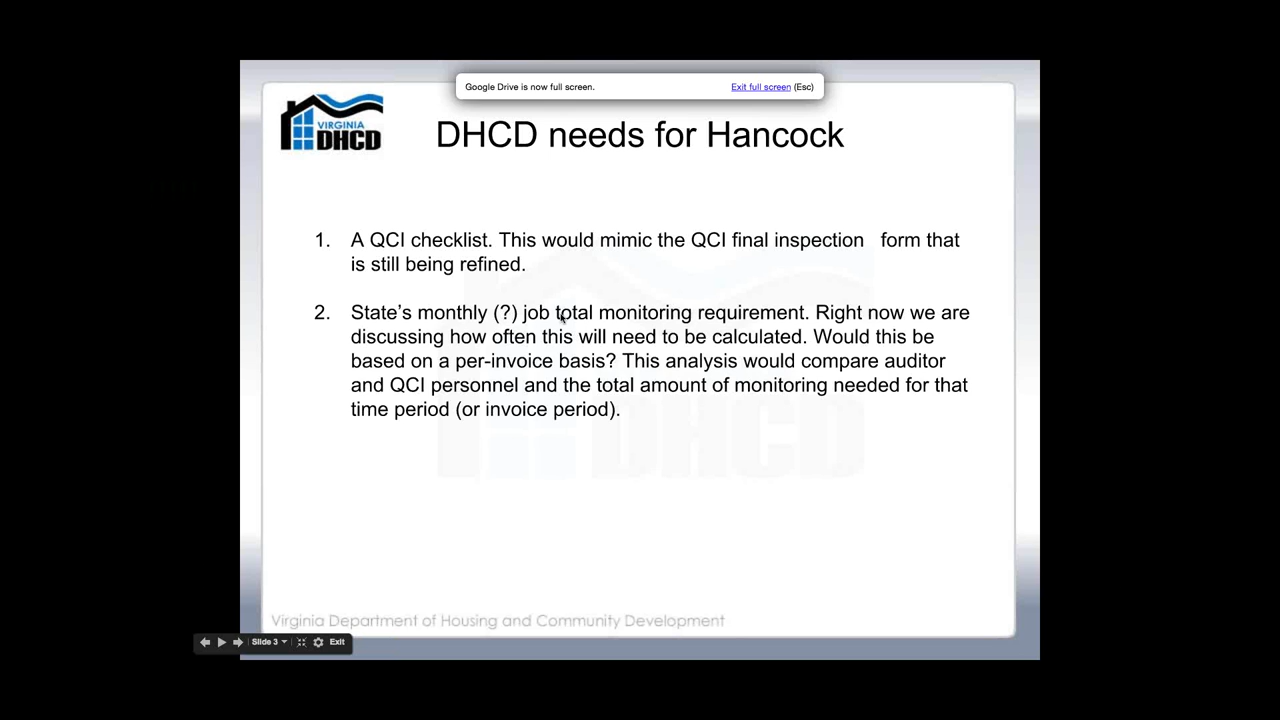 Google Drive is now full screen. Exit full screen (Esc)
VIRGINIA
DHCD
DHCD needs for Hancock
1. A QCI checklist. This would mimic the QCI final inspection form that
is still being refined.
2. State's monthly (?) job total monitoring requirement. Right now we are
discussing how often this will need to be calculated. Would this be
based on a per-invoice basis? This analysis would compare auditor
and QCI personnel and the total amount of monitoring needed for that
time period (or invoice period).
DHCD
Virginia Department of Housing and Community Development
Slide 3 Exit